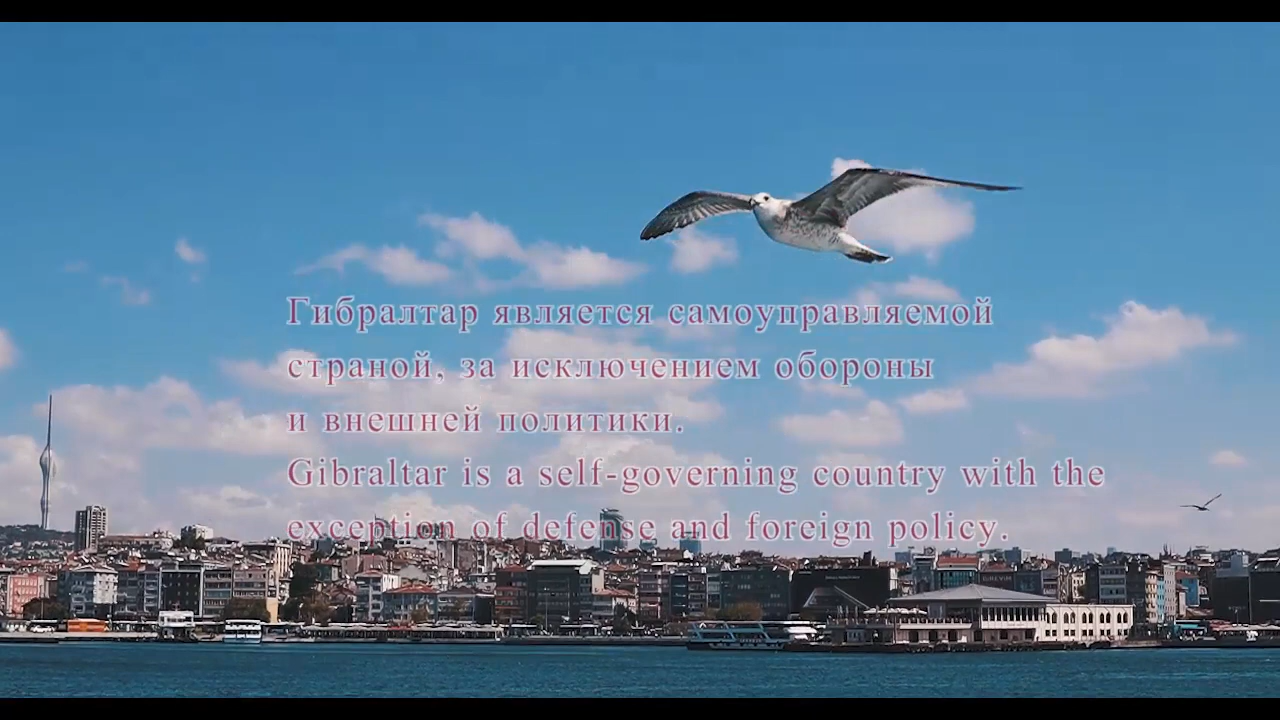 Гибралтар является самоуправляемой
страной, за исключением обороны
и внешней политики.
Gibraltar is a self-governing country with the
exception of defense and foreign policy.